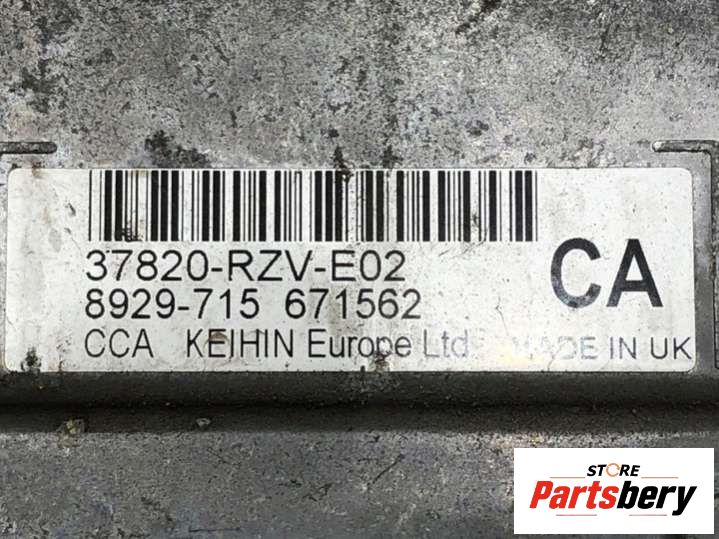 37820-RZV-E02
CA
8929-715 671562
CCA KEIHIN Europe Ltd MADE IN UK
STORE
Partsbery